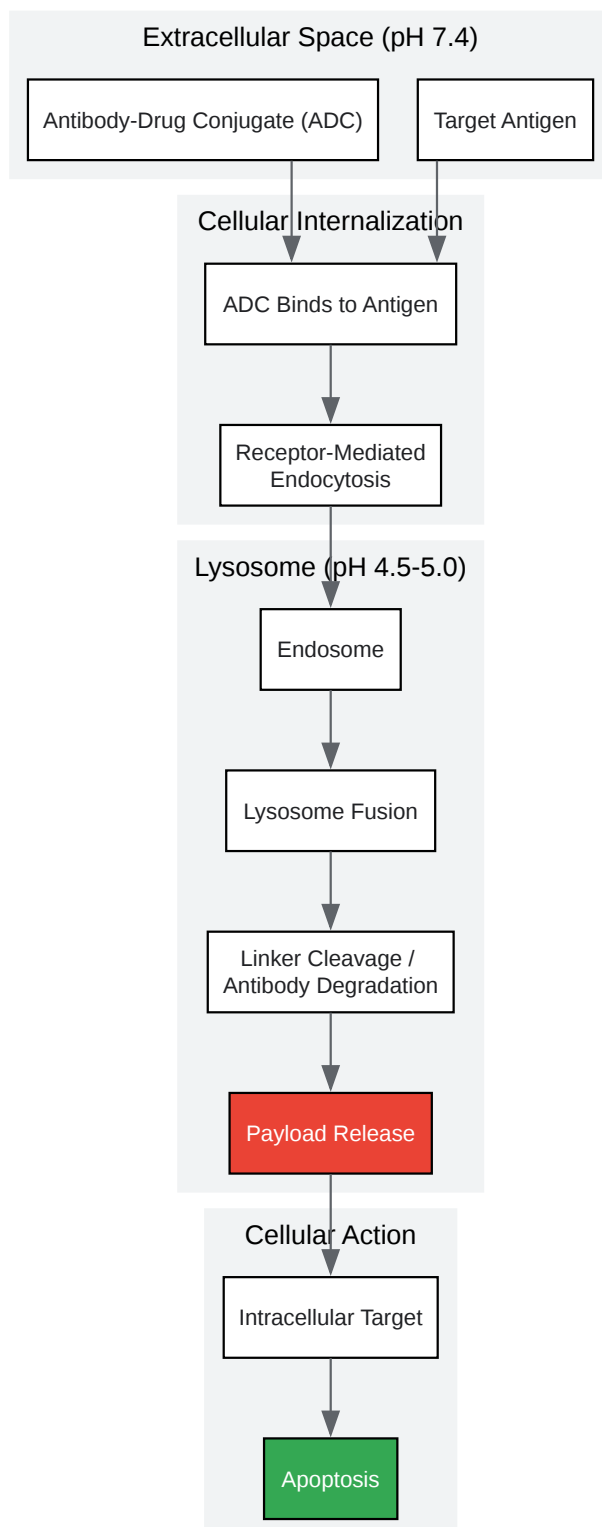 Extracellular Space (pH 7.4)
Antibody-Drug Conjugate (ADC)
Target Antigen
Cellular Internalization
ADC Binds to Antigen
Receptor-Mediated
Endocytosis
Lysosome (pH 4.5-5.0)
Endosome
Lysosome Fusion
Linker Cleavage /
Antibody Degradation
Payload Release
Cellular Action
Intracellular Target
Apoptosis